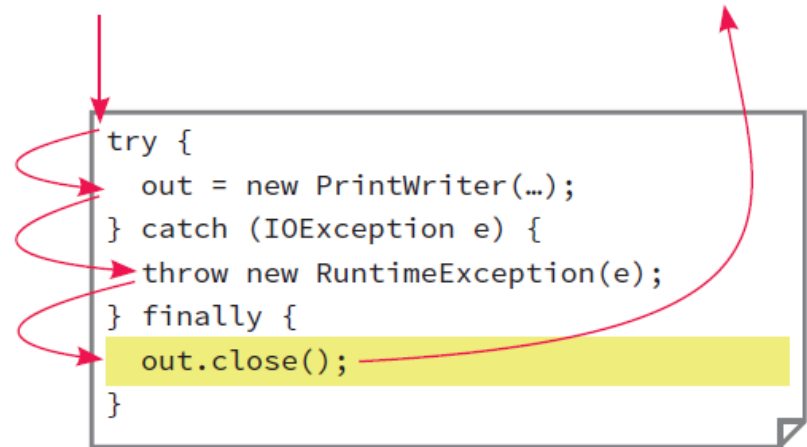 try {
  out = new PrintWriter(…);
} catch (IOException e) {
  throw new RuntimeException(e);
} finally {
  out.close();
}